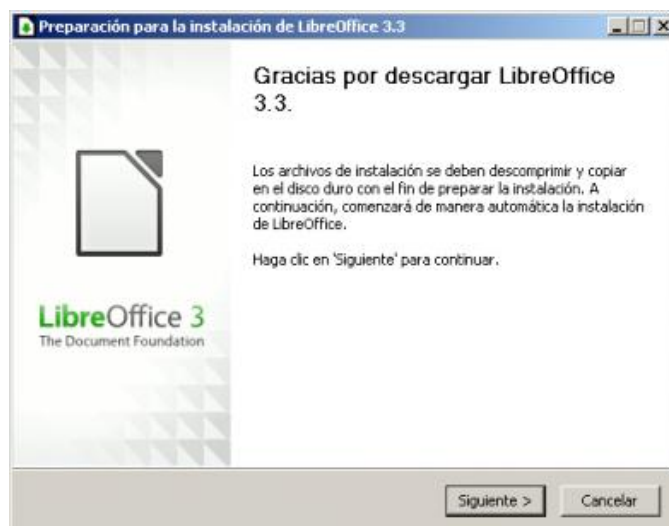 Preparación para la instalación de LibreOffice 3.3
Gracias por descargar LibreOffice
3.3.
Los archivos de instalación se deben descomprimir y copiar
en el disco duro con el fin de preparar la instalación. A
continuación, comenzará de manera automática la instalación
de LibreOffice.
Haga clic en 'Siguiente' para continuar.
LibreOffice 3
The Document Foundation
Siguiente >
Cancelar